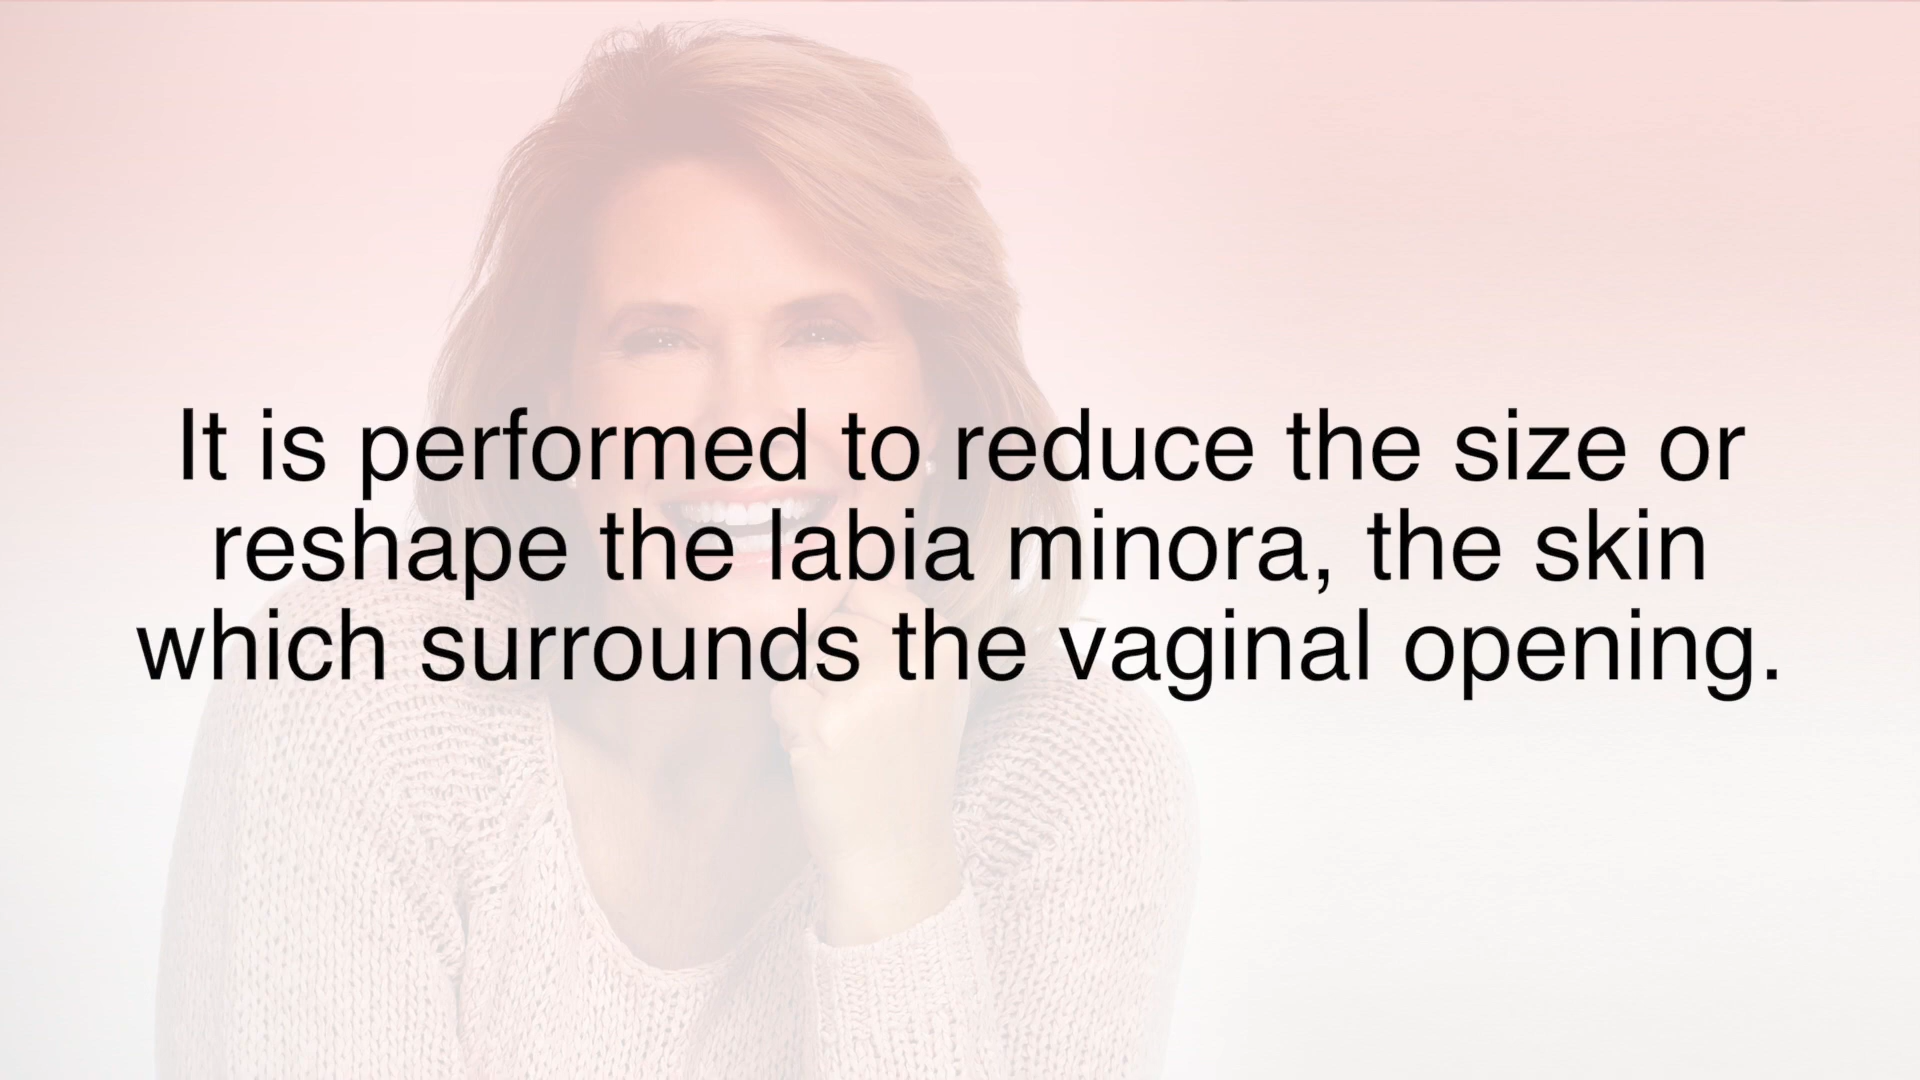 It is performed to reduce the size or
reshape the labia minora, the skin
which surrounds the vaginal opening.